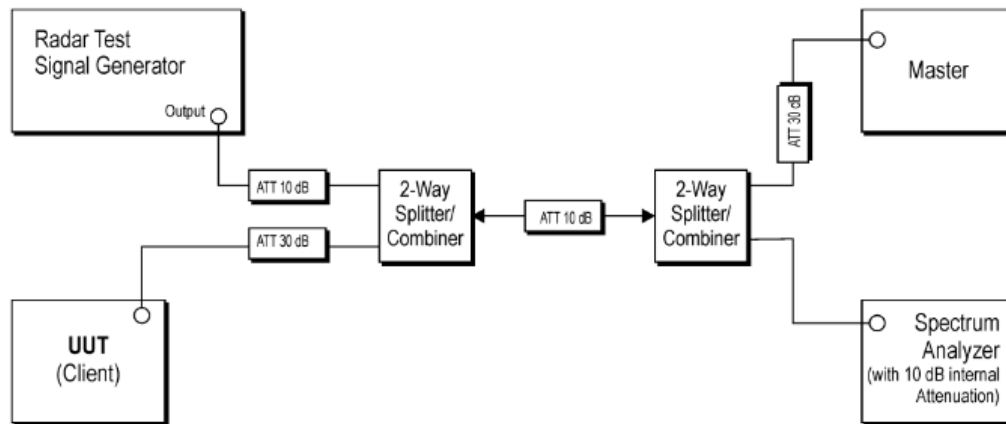 Radar Test
Signal Generator
Output
Master
ATT 30 dB
ATT 10 dB
2-Way
Splitter/
Combiner
ATT 10 dB
2-Way
Splitter/
Combiner
ATT 30 dB
UUT
(Client)
Spectrum
Analyzer
(with 10 dB internal
Attenuation)